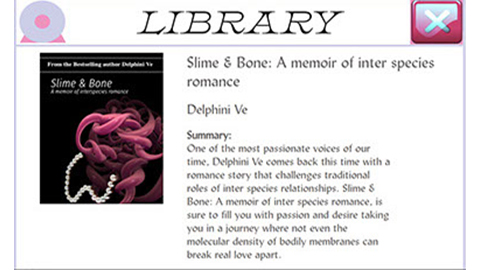 LIBRARY
From the Bestselling author Delphini Ve
Slime & Bone
A memoir of interspecies romance
Slime & Bone: A memoir of inter species
romance
Delphini Ve
Summary:
One of the most passionate voices of our
time, Delphini Ve comes back this time with a
romance story that challenges traditional
roles of inter species relationships. Slime &
Bone: A memoir of inter species romance, is
sure to fill you with passion and desire taking
you in a journey where not even the
molecular density of bodily membranes can
break real love apart.